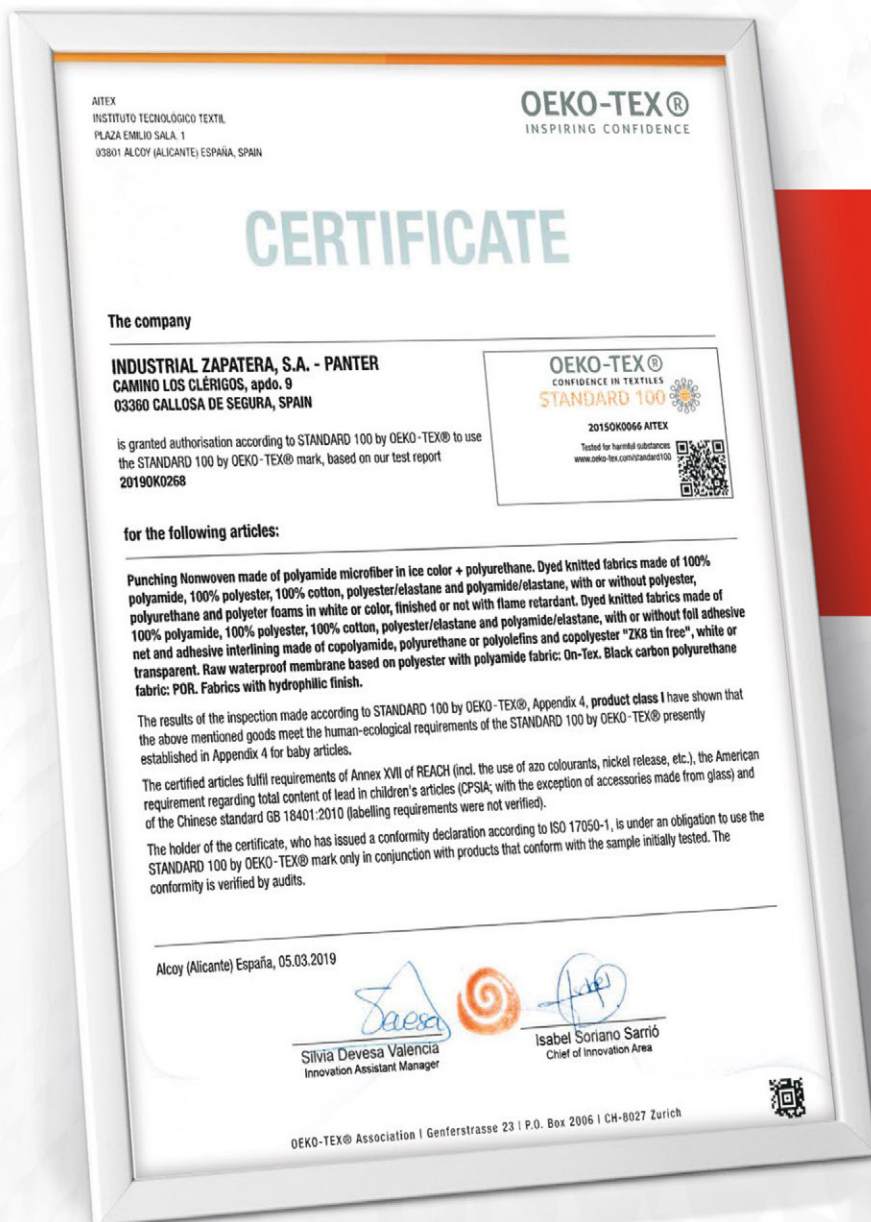 AITEX
INSTITUTO TECNOLÓGICO TEXTIL
PLAZA EMILIO SALA, 1
03801 ALCOY (ALICANTE) ESPAÑA, SPAIN
OEKO-TEX®
INSPIRING CONFIDENCE
CERTIFICATE
The company
INDUSTRIAL ZAPATERA, S.A. - PANTER
CAMINO LOS CLÉRIGOS, apdo. 9
03360 CALLOSA DE SEGURA, SPAIN
is granted authorisation according to STANDARD 100 by OEKO-TEX® to use
the STANDARD 100 by OEKO-TEX® mark, based on our test report
2019OK0268
OEKO-TEX®
CONFIDENCE IN TEXTILES
STANDARD 100
2015OK0066 AITEX
Tested for harmful substances
www.oeko-tex.com/standard100
for the following articles:
Punching Nonwoven made of polyamide microfiber in ice color + polyurethane. Dyed knitted fabrics made of 100%
polyamide, 100% polyester, 100% cotton, polyester/elastane and polyamide/elastane, with or without polyester,
polyurethane and polyeter foams in white or color, finished or not with flame retardant. Dyed knitted fabrics made of
100% polyamide, 100% polyester, 100% cotton, polyester/elastane and polyamide/elastane, with or without foil adhesive
net and adhesive interlining made of copolyamide, polyurethane or polyolefins and copolyester "ZK8 tin free", white or
transparent. Raw waterproof membrane based on polyester with polyamide fabric: On-Tex. Black carbon polyurethane
fabric: POR. Fabrics with hydrophilic finish.
The results of the inspection made according to STANDARD 100 by OEKO-TEX®, Appendix 4, product class I have shown that
the above mentioned goods meet the human-ecological requirements of the STANDARD 100 by OEKO-TEX® presently
established in Appendix 4 for baby articles.
The certified articles fulfil requirements of Annex XVII of REACH (incl. the use of azo colourants, nickel release, etc.), the American
requirement regarding total content of lead in children's articles (CPSIA; with the exception of accessories made from glass) and
of the Chinese standard GB 18401:2010 (labelling requirements were not verified).
The holder of the certificate, who has issued a conformity declaration according to ISO 17050-1, is under an obligation to use the
STANDARD 100 by OEKO-TEX® mark only in conjunction with products that conform with the sample initially tested. The
conformity is verified by audits.
Alcoy (Alicante) España, 05.03.2019
Devesa
Isabel
Silvia Devesa Valencia
Innovation Assistant Manager
Isabel Soriano Sarrió
Chief of Innovation Area
OEKO-TEX® Association | Genferstrasse 23 | P.O. Box 2006 | CH-8027 Zurich